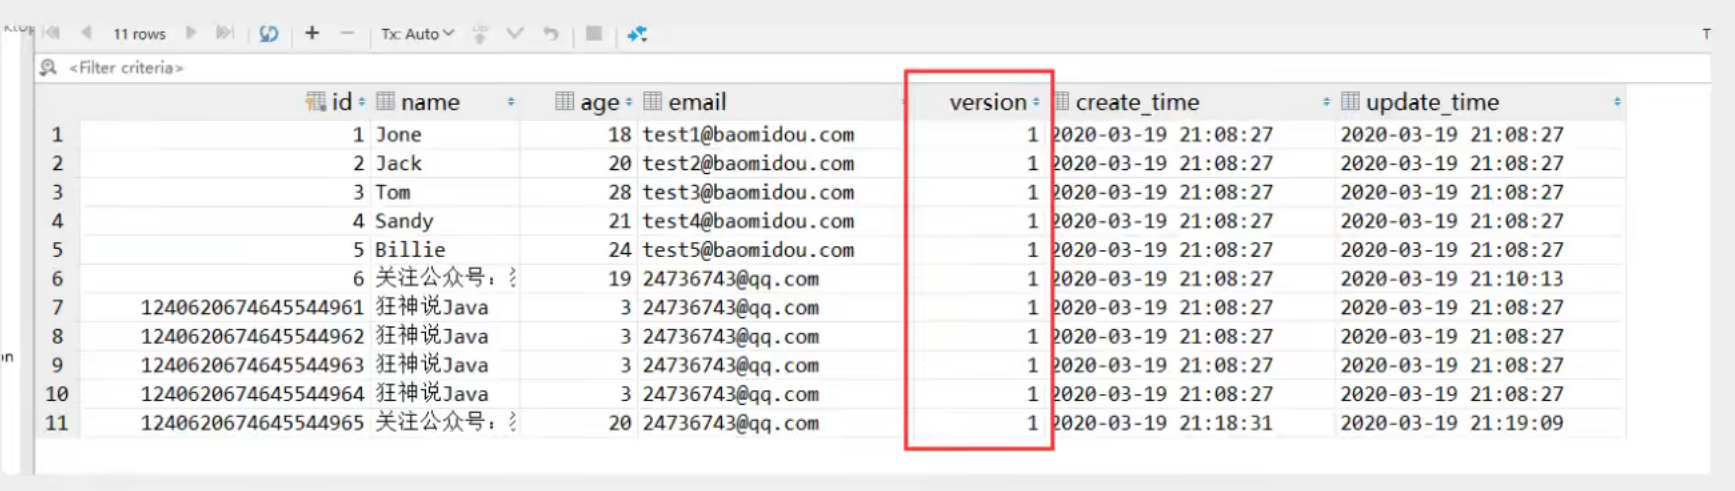 11 rows Tx: Auto T
<Filter criteria>
id name age email version create_time update_time
1 1 Jone 18 test1@baomidou.com 1 2020-03-19 21:08:27 2020-03-19 21:08:27
2 2 Jack 20 test2@baomidou.com 1 2020-03-19 21:08:27 2020-03-19 21:08:27
3 3 Tom 28 test3@baomidou.com 1 2020-03-19 21:08:27 2020-03-19 21:08:27
4 4 Sandy 21 test4@baomidou.com 1 2020-03-19 21:08:27 2020-03-19 21:08:27
5 5 Billie 24 test5@baomidou.com 1 2020-03-19 21:08:27 2020-03-19 21:08:27
6 6 关注公众号: 19 24736743@qq.com 1 2020-03-19 21:08:27 2020-03-19 21:10:13
7 1240620674645544961 狂神说Java 3 24736743@qq.com 1 2020-03-19 21:08:27 2020-03-19 21:08:27
8 1240620674645544962 狂神说Java 3 24736743@qq.com 1 2020-03-19 21:08:27 2020-03-19 21:08:27
9 1240620674645544963 狂神说Java 3 24736743@qq.com 1 2020-03-19 21:08:27 2020-03-19 21:08:27
10 1240620674645544964 狂神说Java 3 24736743@qq.com 1 2020-03-19 21:08:27 2020-03-19 21:08:27
11 1240620674645544965 关注公众号: 20 24736743@qq.com 1 2020-03-19 21:18:31 2020-03-19 21:19:09